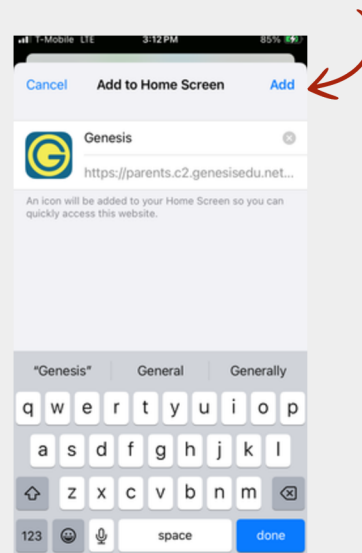 T-Mobile LTE 3:12 PM 85%
Cancel Add to Home Screen Add
G
Genesis
https://parents.c2.genesisedu.net...
An icon will be added to your Home Screen so you can
quickly access this website.
"Genesis" General Generally
q w e r t y u i o p
a s d f g h j k l
z x c v b n m
123 space done